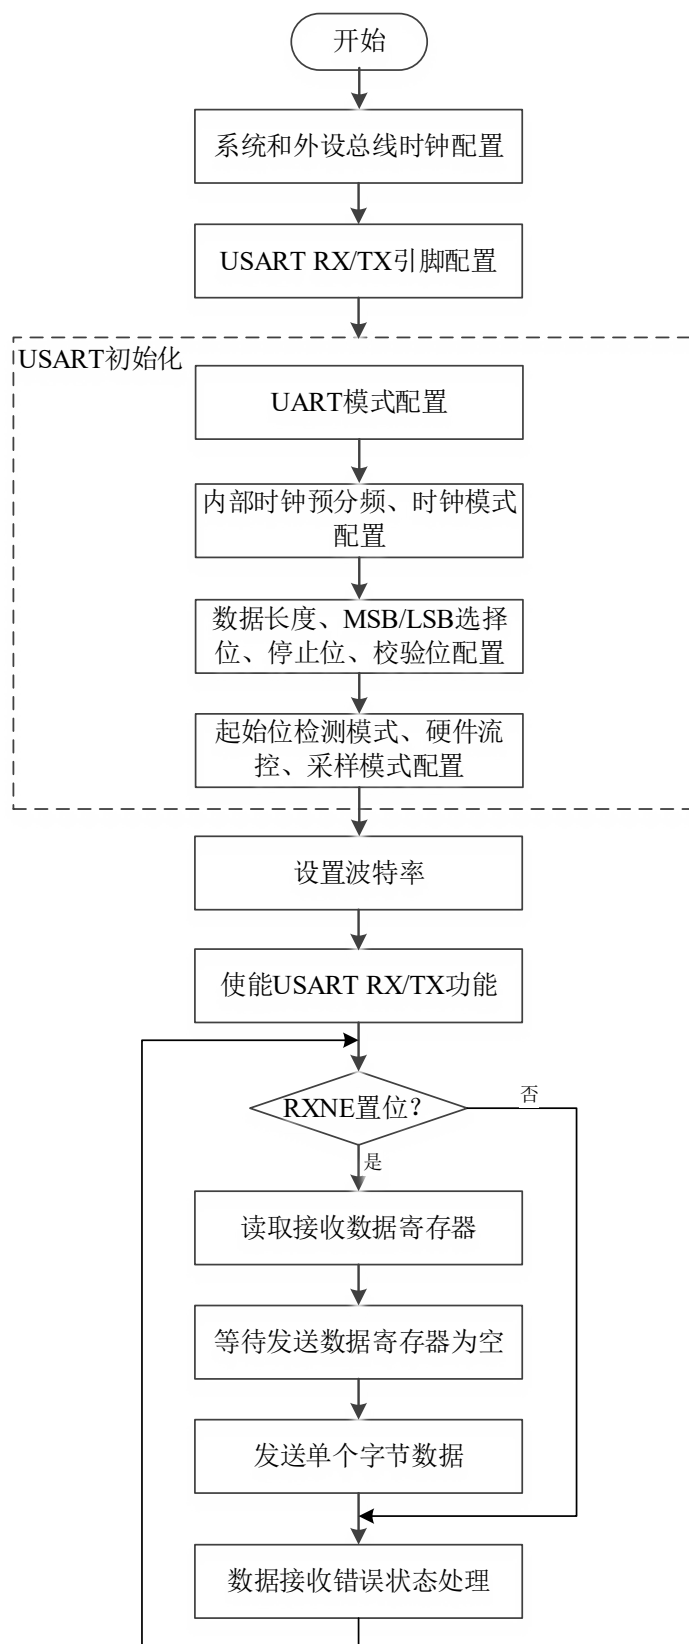 开始
系统和外设总线时钟配置
USART RX/TX引脚配置
USART初始化
UART模式配置
内部时钟预分频、时钟模式
配置
数据长度、MSB/LSB选择
位、停止位、校验位配置
起始位检测模式、硬件流
控、采样模式配置
设置波特率
使能USART RX/TX功能
RXNE置位？
否
是
读取接收数据寄存器
等待发送数据寄存器为空
发送单个字节数据
数据接收错误状态处理